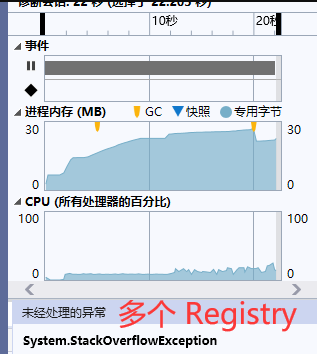 诊断会话: 22 秒 (选择了 22.203 秒)
10秒
20秒
事件
进程内存 (MB)
GC
快照
专用字节
30
30
0
0
CPU (所有处理器的百分比)
100
100
0
0
未经处理的异常
多个 Registry
System.StackOverflowException